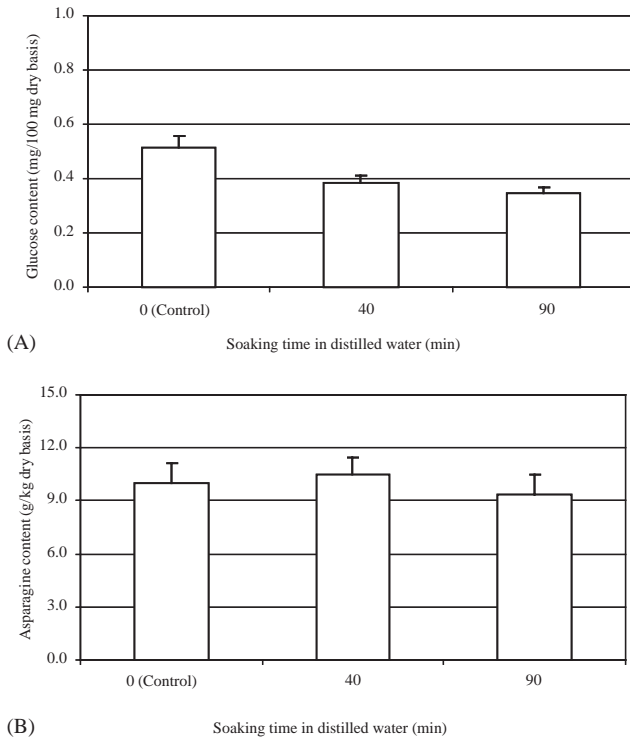 1.0
0.8
0.6
0.4
0.2
0.0
Glucose content (mg/100 mg dry basis)
0 (Control) 40 90
(A) Soaking time in distilled water (min)
15.0
12.0
9.0
6.0
3.0
0.0
Asparagine content (g/kg dry basis)
0 (Control) 40 90
(B) Soaking time in distilled water (min)